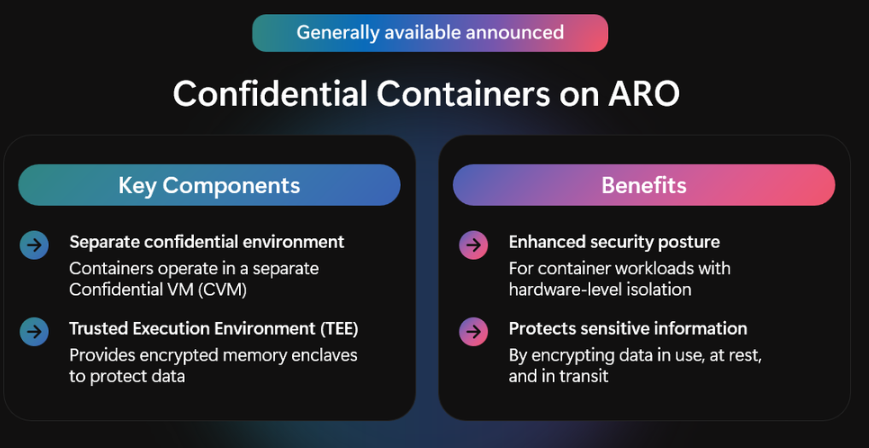 Generally available announced
Confidential Containers on ARO
Key Components
Separate confidential environment
Containers operate in a separate
Confidential VM (CVM)
Trusted Execution Environment (TEE)
Provides encrypted memory enclaves
to protect data
Benefits
Enhanced security posture
For container workloads with
hardware-level isolation
Protects sensitive information
By encrypting data in use, at rest,
and in transit